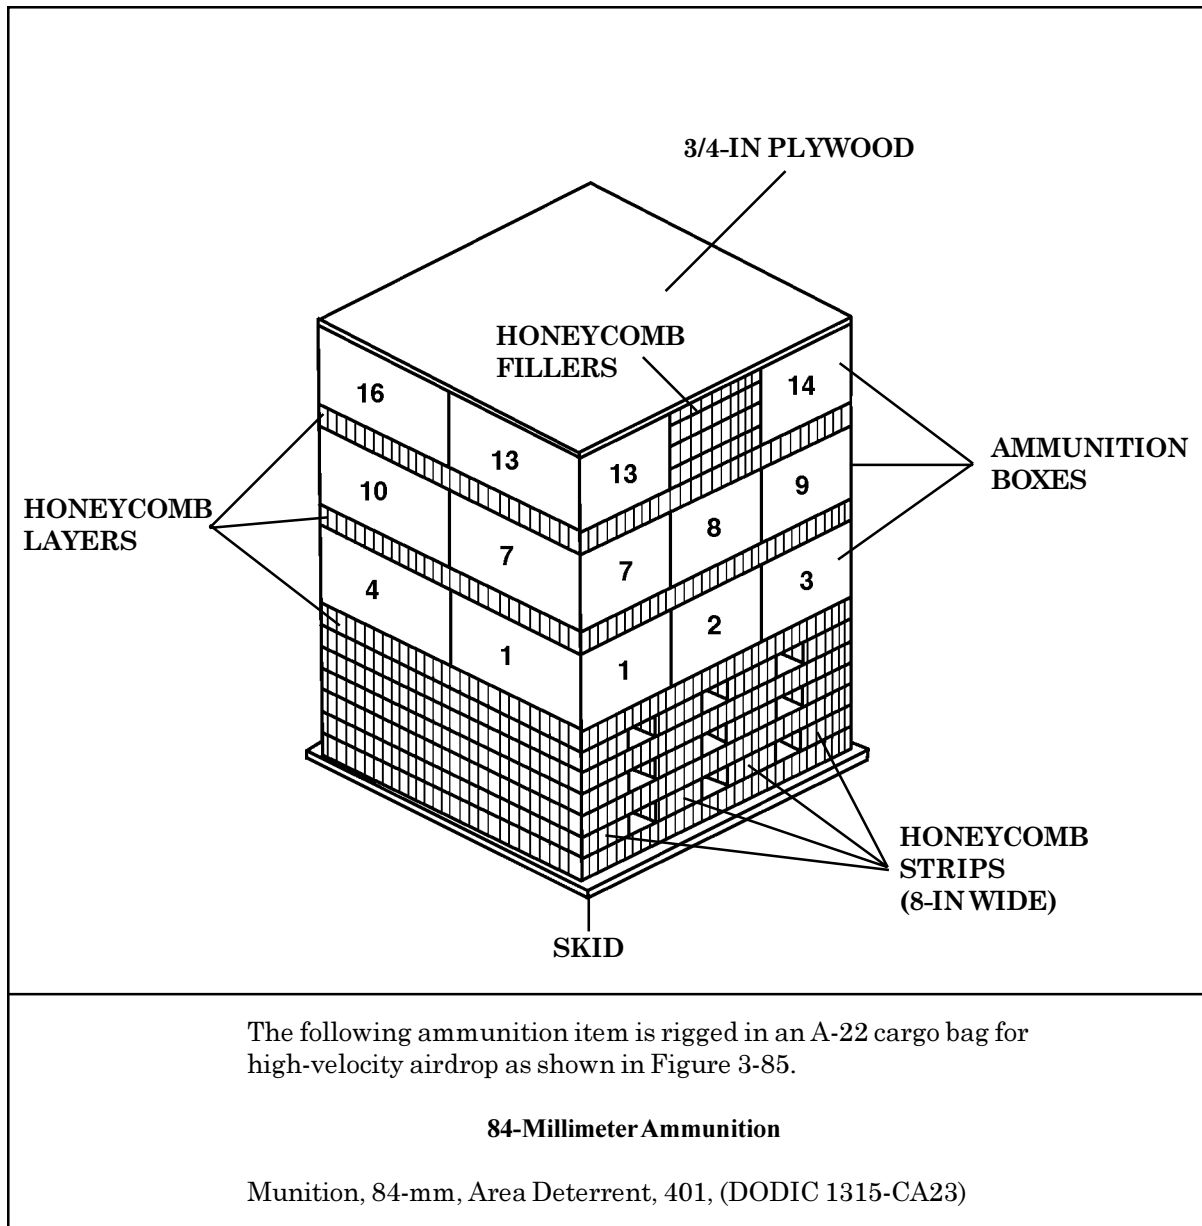 3/4-IN PLYWOOD
HONEYCOMB
FILLERS
16
14
13
13
AMMUNITION
BOXES
HONEYCOMB
LAYERS
10
9
8
7
7
4
3
2
1
1
HONEYCOMB
STRIPS
(8-IN WIDE)
SKID
The following ammunition item is rigged in an A-22 cargo bag for
high-velocity airdrop as shown in Figure 3-85.
84-Millimeter Ammunition
Munition, 84-mm, Area Deterrent, 401, (DODIC 1315-CA23)